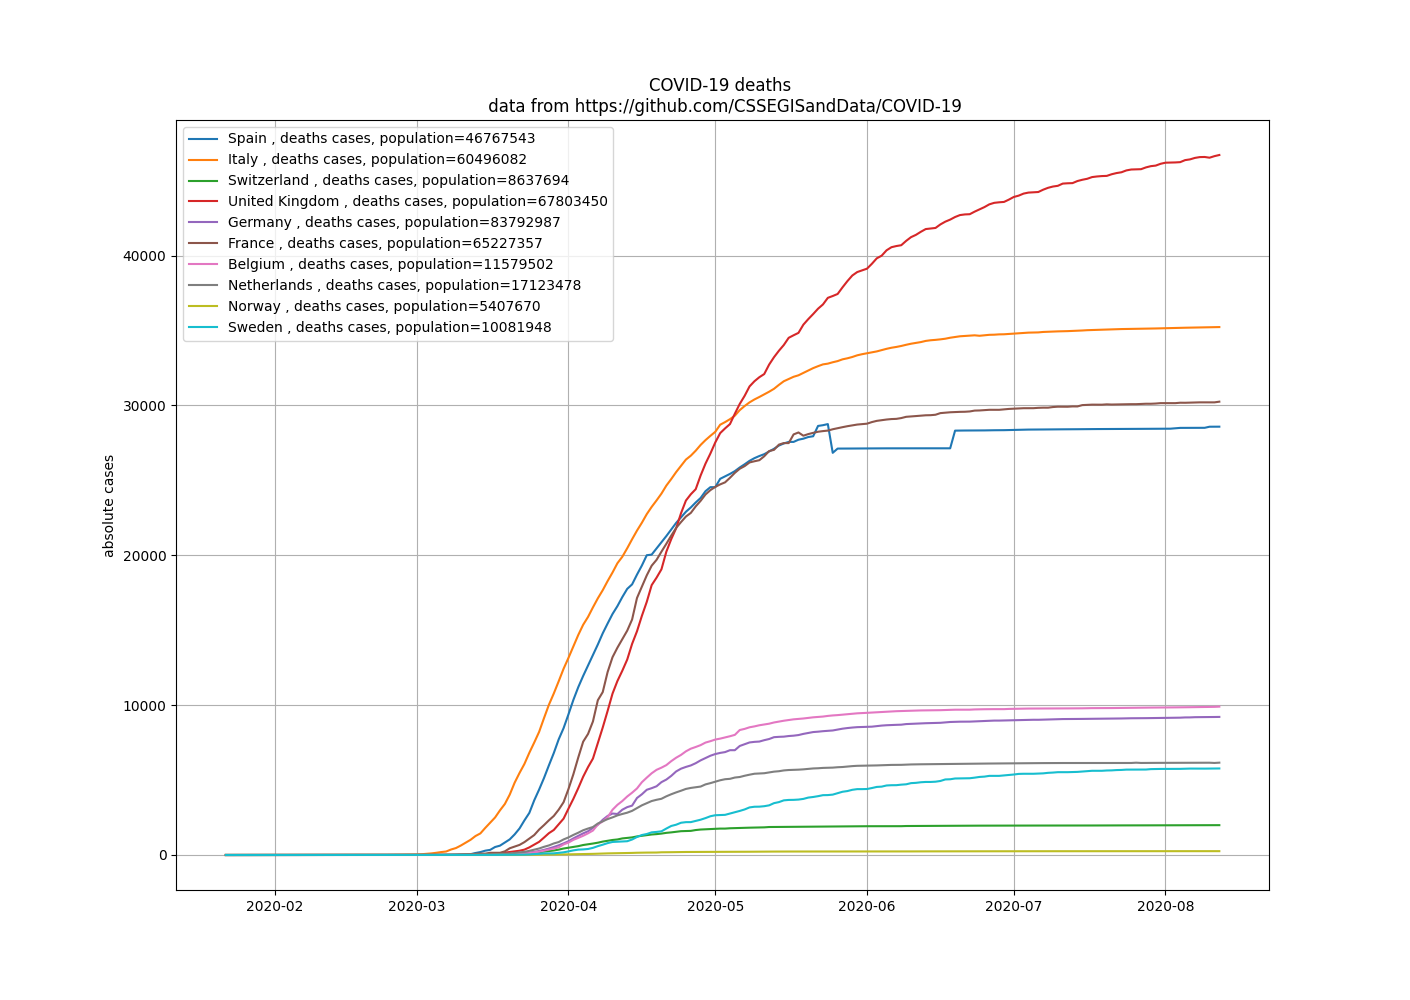 COVID-19 deaths
data from https://github.com/CSSEGISandData/COVID-19
Spain , deaths cases, population=46767543
Italy , deaths cases, population=60496082
Switzerland , deaths cases, population=8637694
United Kingdom , deaths cases, population=67803450
Germany , deaths cases, population=83792987
France , deaths cases, population=65227357
Belgium , deaths cases, population=11579502
Netherlands , deaths cases, population=17123478
Norway , deaths cases, population=5407670
Sweden , deaths cases, population=10081948
absolute cases
40000
30000
20000
10000
0
2020-02 2020-03 2020-04 2020-05 2020-06 2020-07 2020-08